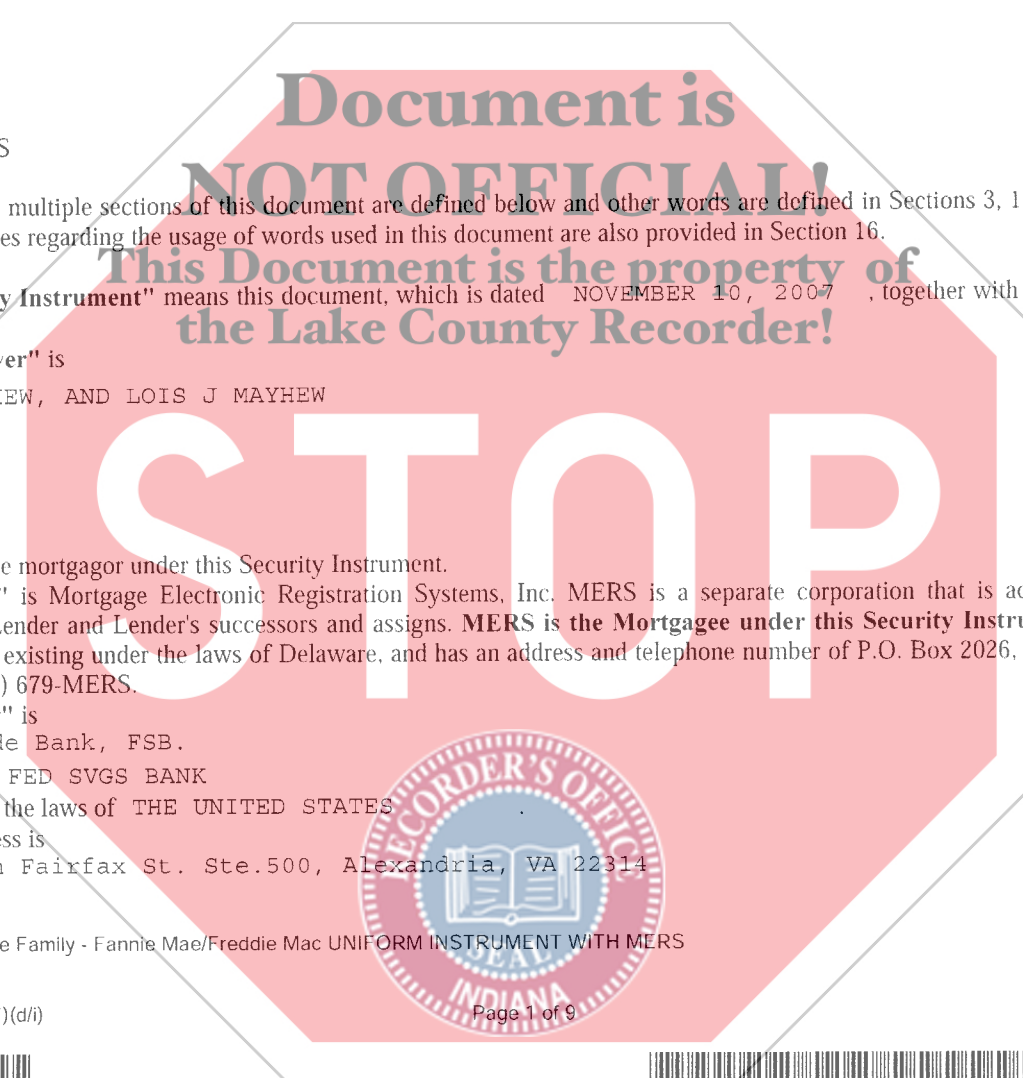 Document is
NOT OFFICIAL!
S
multiple sections of this document are defined below and other words are defined in Sections 3, 1
es regarding the usage of words used in this document are also provided in Section 16.
This Document is the property of
y Instrument" means this document, which is dated NOVEMBER 10, 2007 , together with
the Lake County Recorder!
er" is
EW, AND LOIS J MAYHEW
STOP
e mortgagor under this Security Instrument.
" is Mortgage Electronic Registration Systems, Inc. MERS is a separate corporation that is ac
Lender and Lender's successors and assigns. MERS is the Mortgagee under this Security Instru
existing under the laws of Delaware, and has an address and telephone number of P.O. Box 2026,
) 679-MERS.
" is
de Bank, FSB.
FED SVGS BANK
the laws of THE UNITED STATES .
ess is
n Fairfax St. Ste.500, Alexandria, VA 22314
RECORDER'S OFFICE
SEAL
INDIANA
e Family - Fannie Mae/Freddie Mac UNIFORM INSTRUMENT WITH MERS
)(d/i)
Page 1 of 9